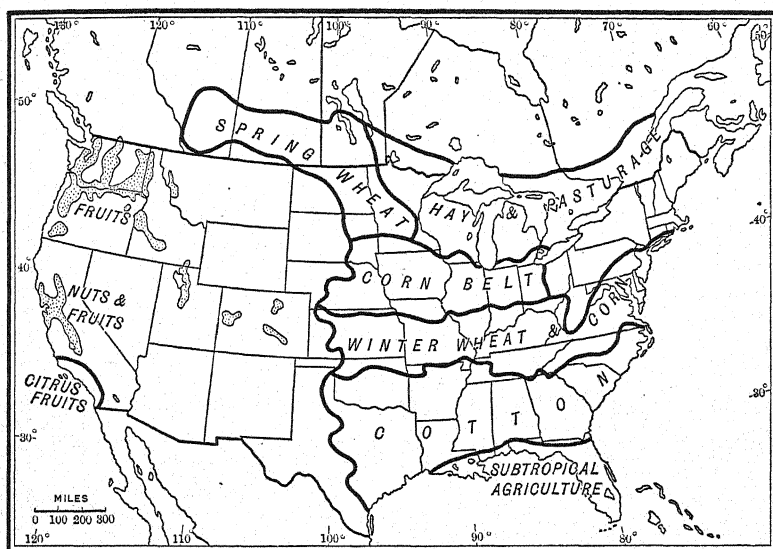 130° 120° 110° 100° 90° 80° 70° 60° 50°
50°
SPRING WHEAT
HAY & PASTURAGE
FRUITS
40°
40°
CORN BELT
NUTS & FRUITS
WINTER WHEAT & CORN
CITRUS FRUITS
COTTON
30°
30°
SUBTROPICAL AGRICULTURE
MILES
0 100 200 300
120° 110° 100° 90° 80°